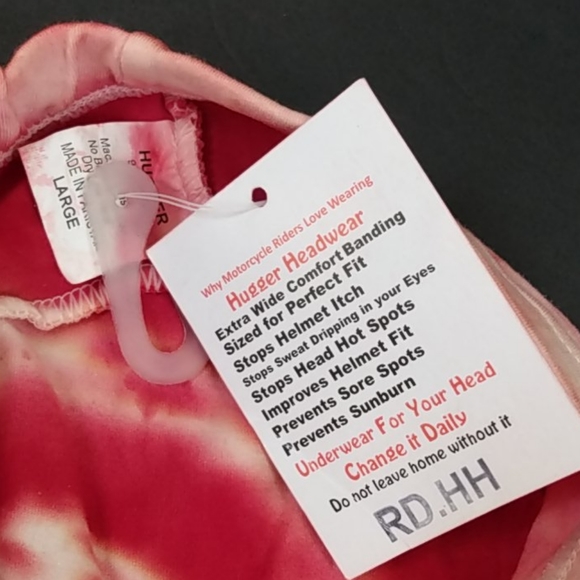 Why Motorcycle Riders Love Wearing
Hugger Headwear
Extra Wide Comfort Banding
Sized for Perfect Fit
Stops Helmet Itch
Stops Sweat Dripping in your Eyes
Stops Head Hot Spots
Improves Helmet Fit
Prevents Sore Spots
Prevents Sunburn
Underwear For Your Head
Change it Daily
Do not leave home without it
RD.HH
MADE IN
LARGE